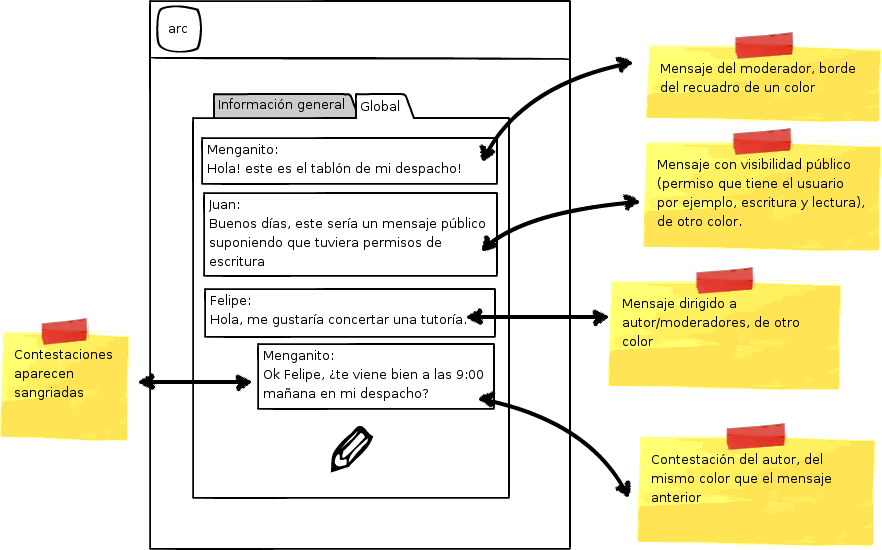 arc
Información general
Global
Menganito:
Hola! este es el tablón de mi despacho!
Juan:
Buenos días, este sería un mensaje público
suponiendo que tuviera permisos de
escritura
Felipe:
Hola, me gustaría concertar una tutoría.
Menganito:
Ok Felipe, ¿te viene bien a las 9:00
mañana en mi despacho?
Contestaciones
aparecen
sangriadas
Mensaje del moderador, borde
del recuadro de un color
Mensaje con visibilidad público
(permiso que tiene el usuario
por ejemplo, escritura y lectura),
de otro color.
Mensaje dirigido a
autor/moderadores, de otro
color
Contestación del autor, del
mismo color que el mensaje
anterior